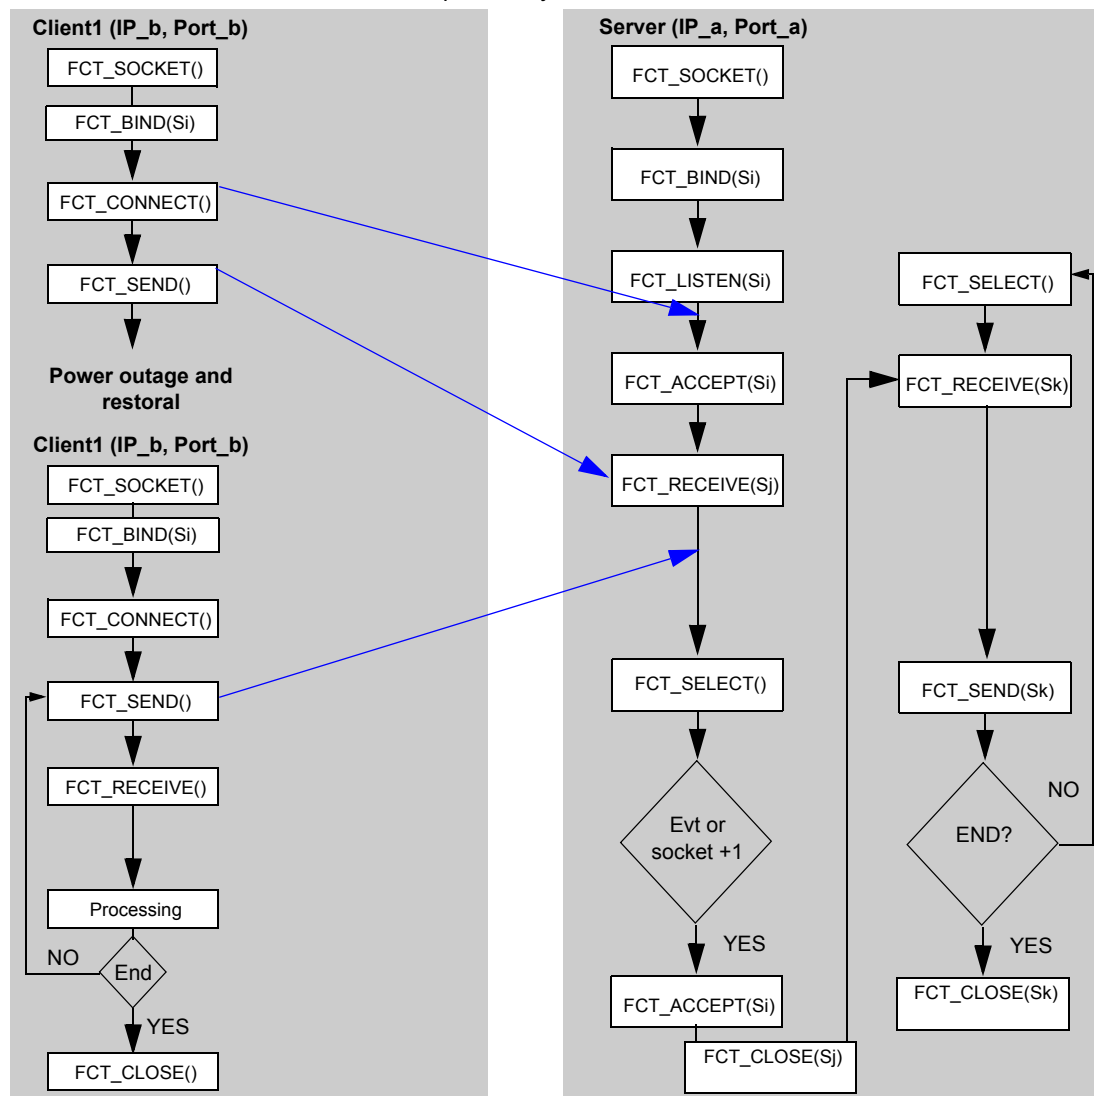 Client1 (IP_b, Port_b)
FCT_SOCKET()
FCT_BIND(Si)
FCT_CONNECT()
FCT_SEND()
Power outage and
restoral
Client1 (IP_b, Port_b)
FCT_SOCKET()
FCT_BIND(Si)
FCT_CONNECT()
FCT_SEND()
FCT_RECEIVE()
Processing
NO
End
YES
FCT_CLOSE()
Server (IP_a, Port_a)
FCT_SOCKET()
FCT_BIND(Si)
FCT_LISTEN(Si)
FCT_ACCEPT(Si)
FCT_RECEIVE(Sj)
FCT_SELECT()
Evt or
socket +1
YES
FCT_ACCEPT(Si)
FCT_CLOSE(Sj)
FCT_SELECT()
FCT_RECEIVE(Sk)
FCT_SEND(Sk)
NO
END?
YES
FCT_CLOSE(Sk)